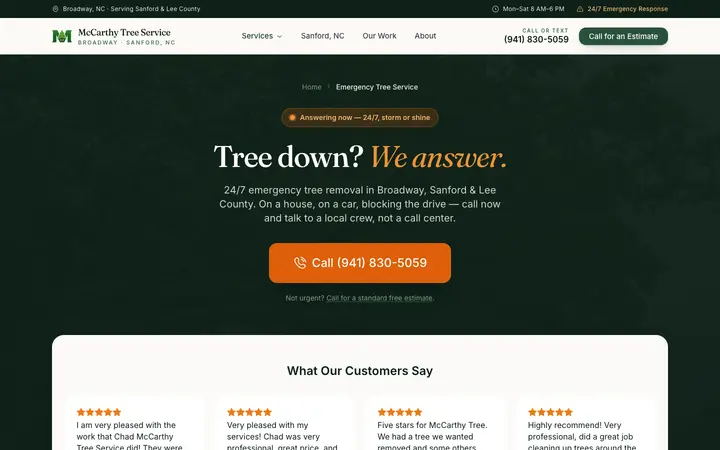 Broadway, NC · Serving Sanford & Lee County
Mon–Sat 8 AM–6 PM
24/7 Emergency Response
McCarthy Tree Service
BROADWAY · SANFORD, NC
Services
Sanford, NC
Our Work
About
CALL OR TEXT
(941) 830-5059
Call for an Estimate
Home
Emergency Tree Service
Answering now — 24/7, storm or shine
Tree down? We answer.
24/7 emergency tree removal in Broadway, Sanford & Lee
County. On a house, on a car, blocking the drive — call now
and talk to a local crew, not a call center.
Call (941) 830-5059
Not urgent? Call for a standard free estimate.
What Our Customers Say
I am very pleased with the
work that Chad McCarthy
Tree Service did! They were
Very pleased with my
services! Chad was very
professional, great price, and
Five stars for McCarthy Tree.
We had a tree we wanted
removed and some others
Highly recommend! Very
professional, did a great job
cleaning up trees around the